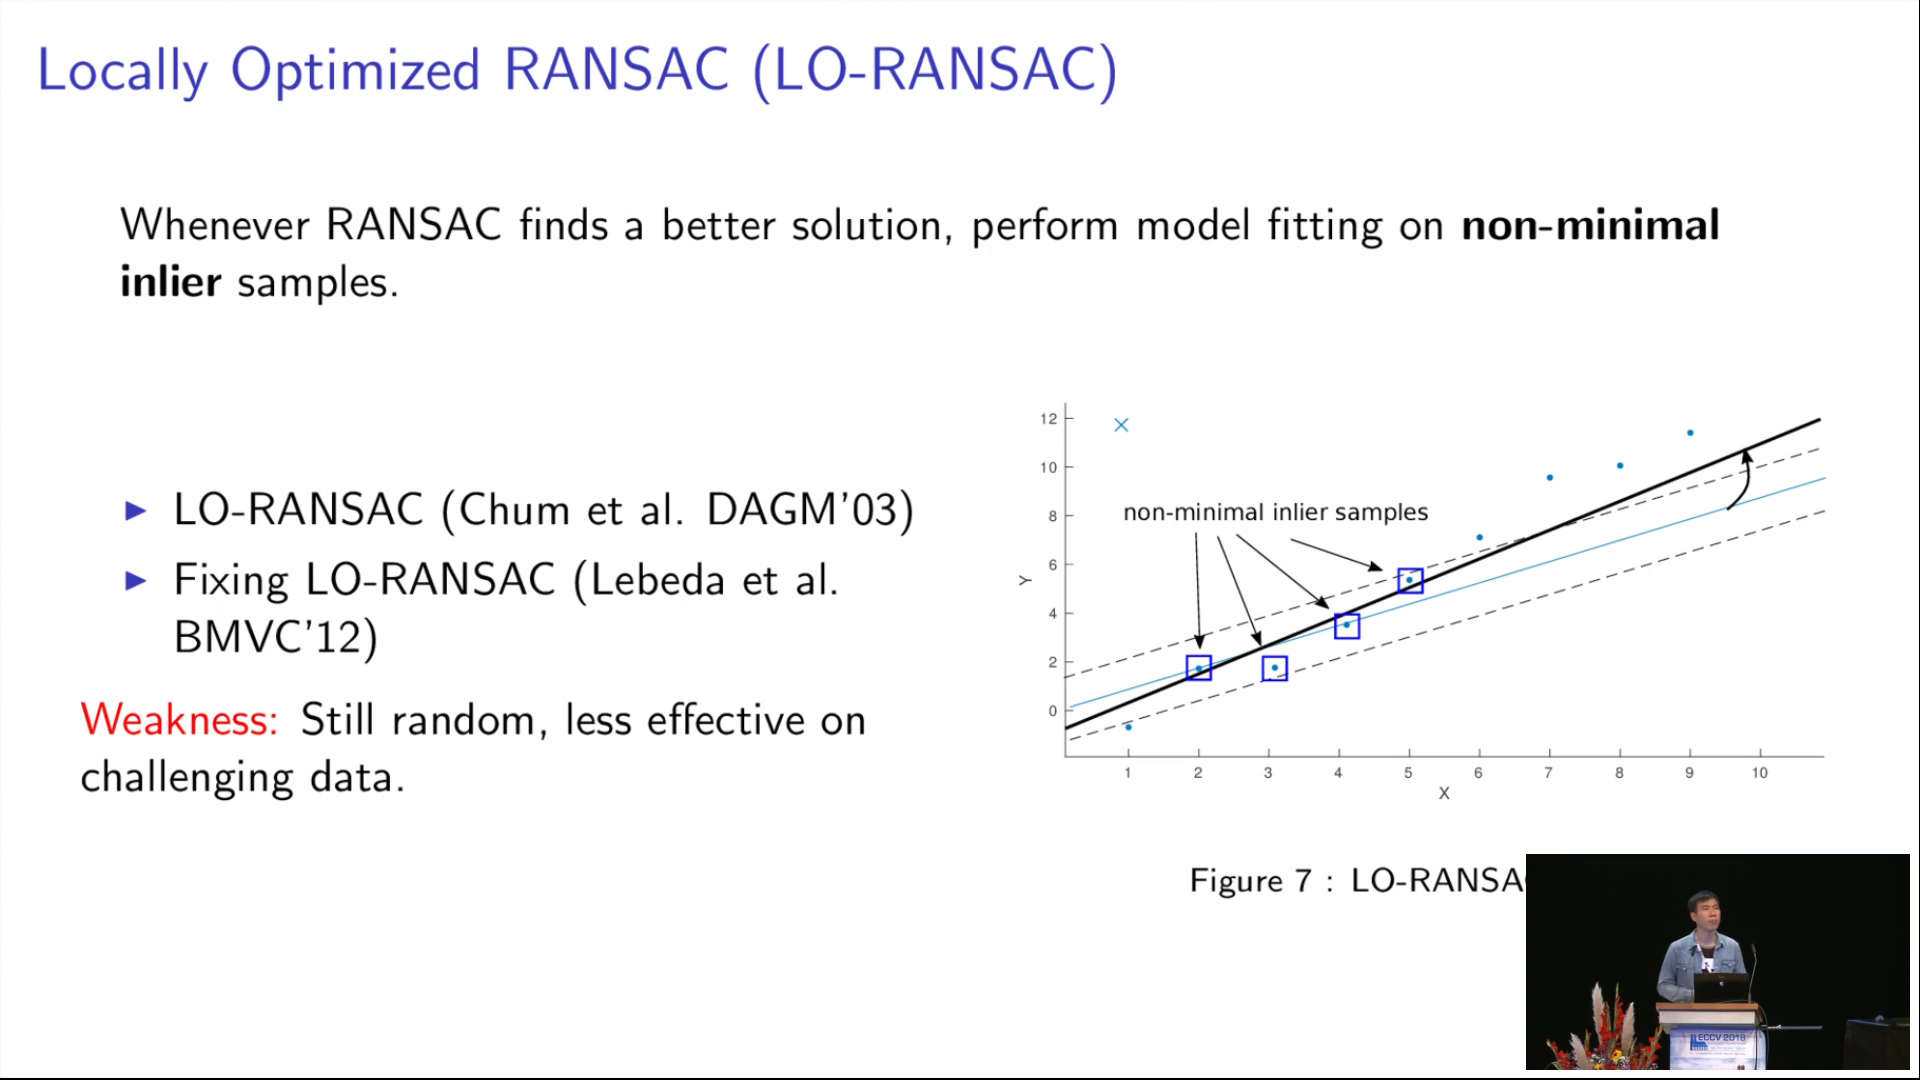 Locally Optimized RANSAC (LO-RANSAC)
Whenever RANSAC finds a better solution, perform model fitting on non-minimal
inlier samples.
▶ LO-RANSAC (Chum et al. DAGM'03)
▶ Fixing LO-RANSAC (Lebeda et al.
BMVC'12)
Weakness: Still random, less effective on
challenging data.
12
10
8
6
4
2
0
Y
non-minimal inlier samples
1 2 3 4 5 6 7 8 9 10
X
Figure 7 : LO-RANSA
ECCV 2018